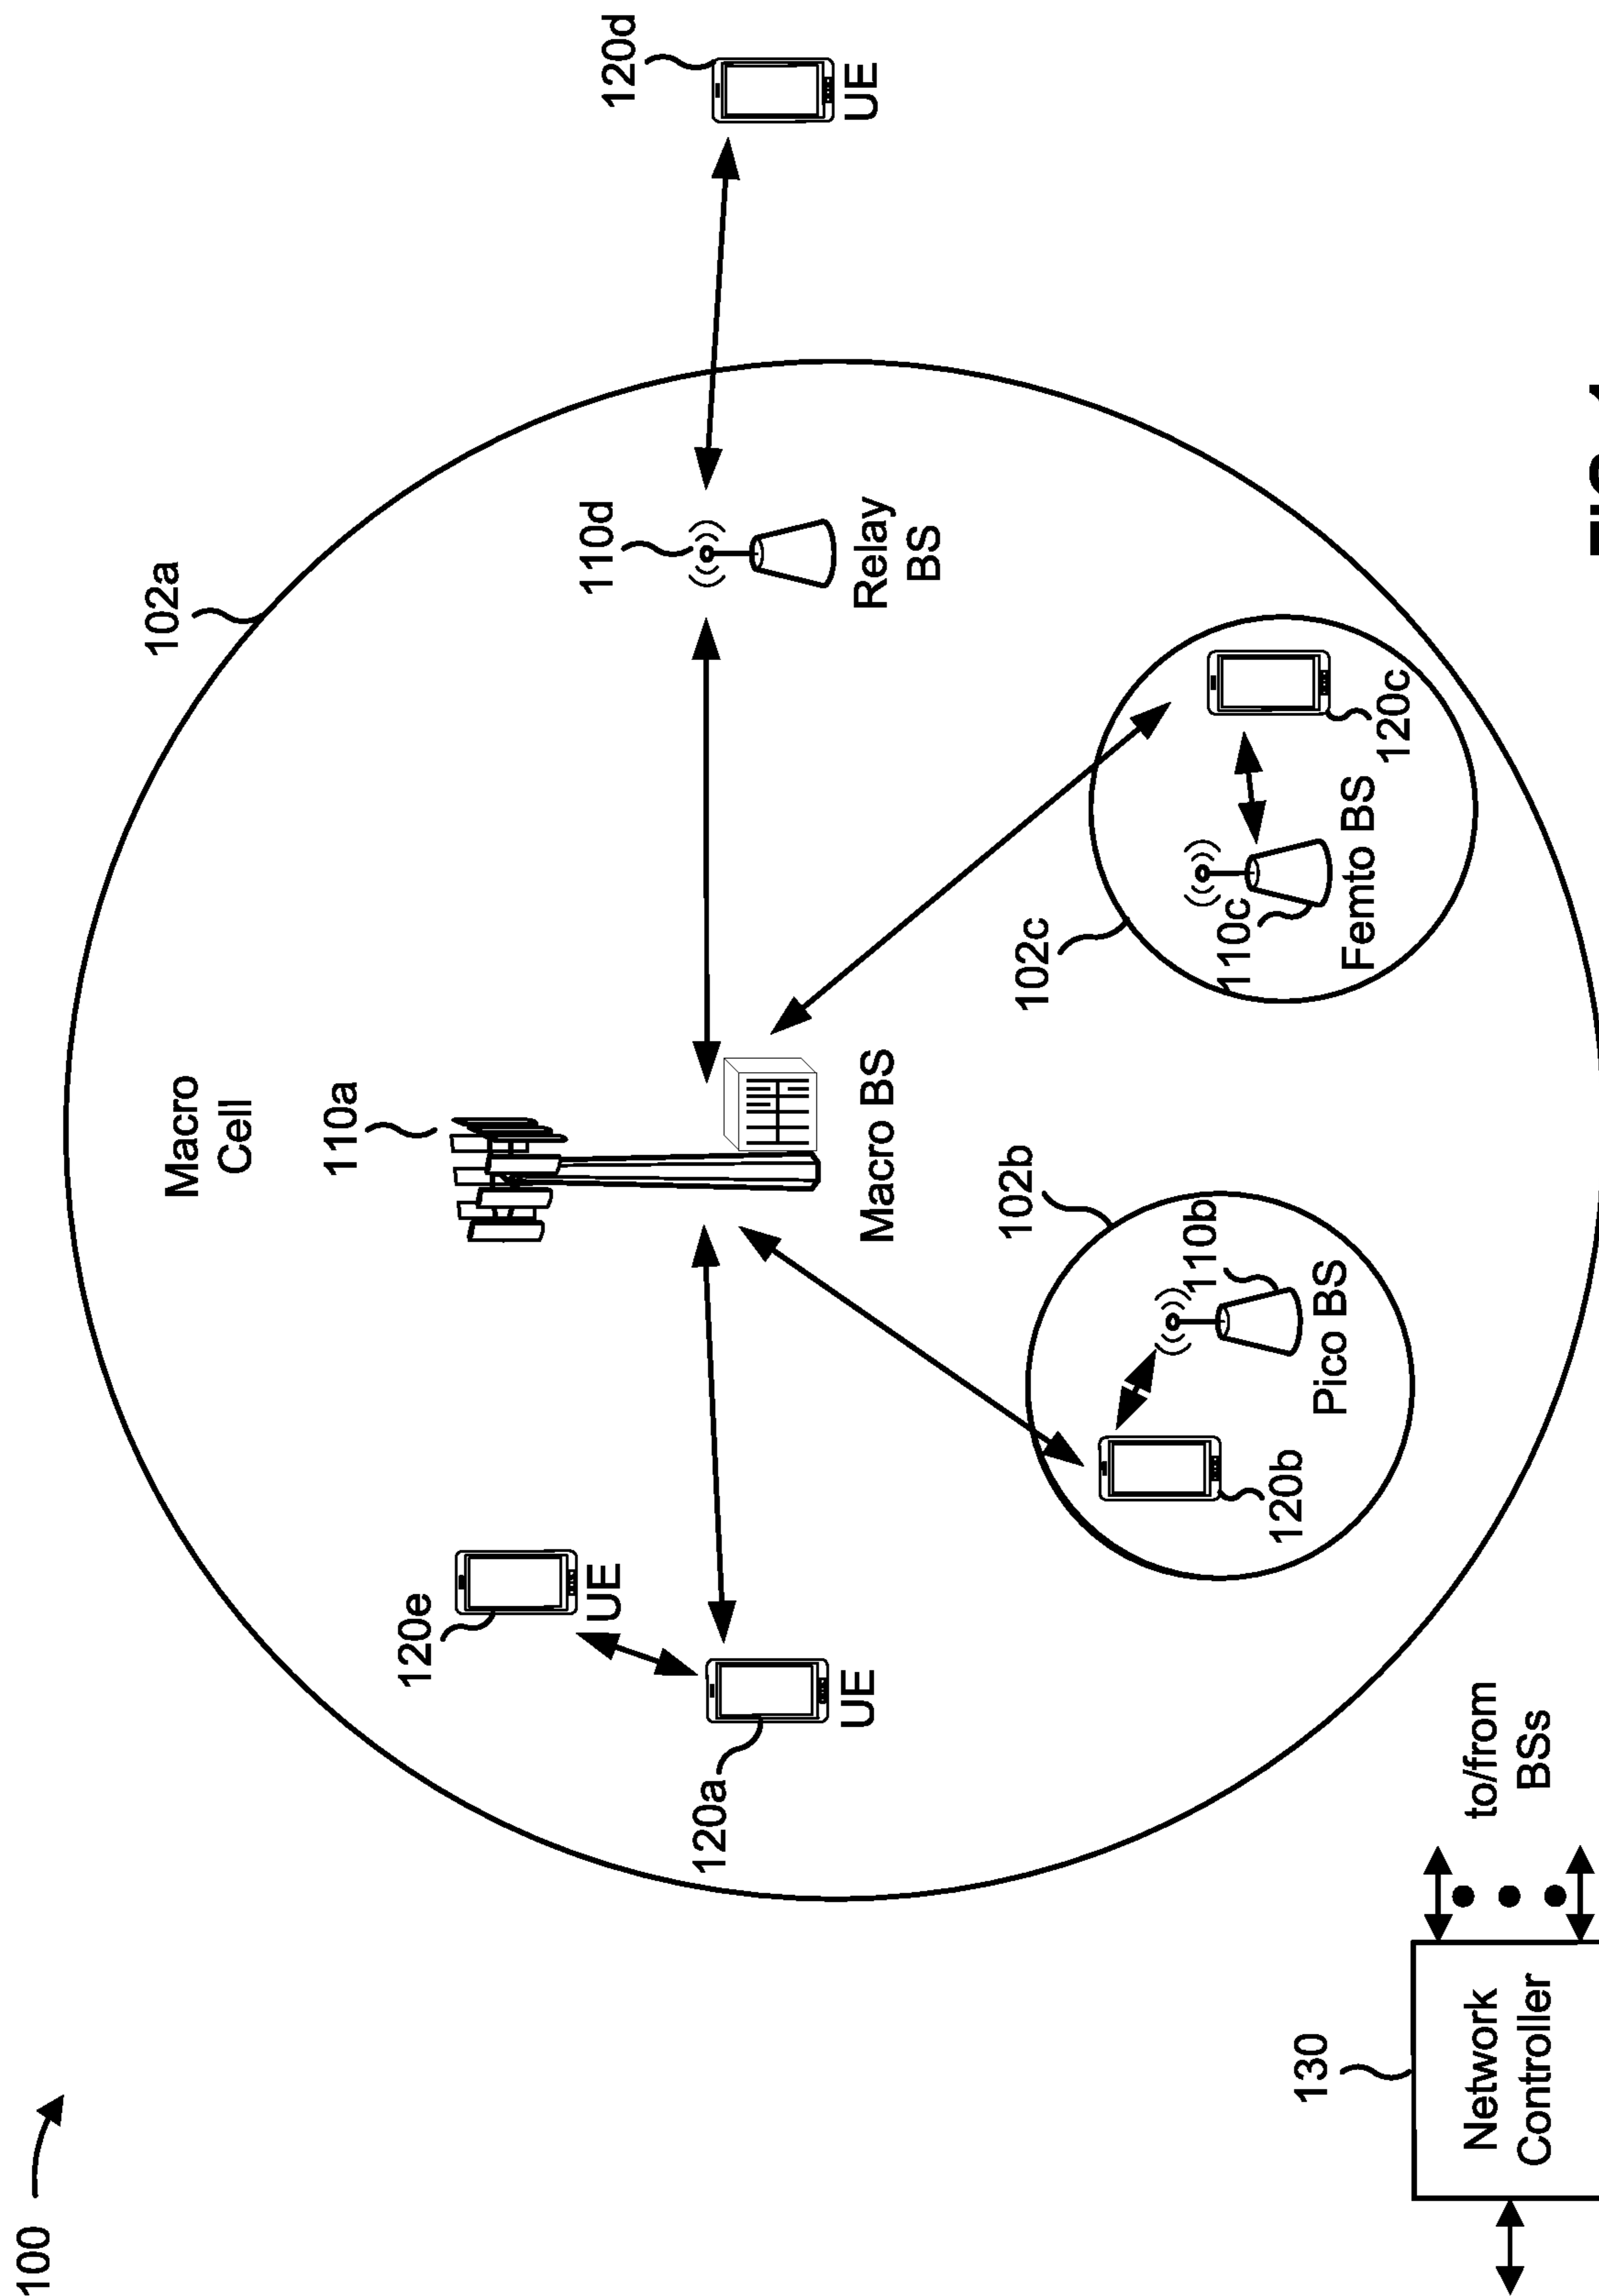 100
Macro
Cell
102a
110a
120e
UE
120a
UE
Macro BS
110d
Relay
BS
120d
UE
102b
110b
Pico BS
120b
102c
110c
Femto BS
120c
130
Network
Controller
to/from
BSs